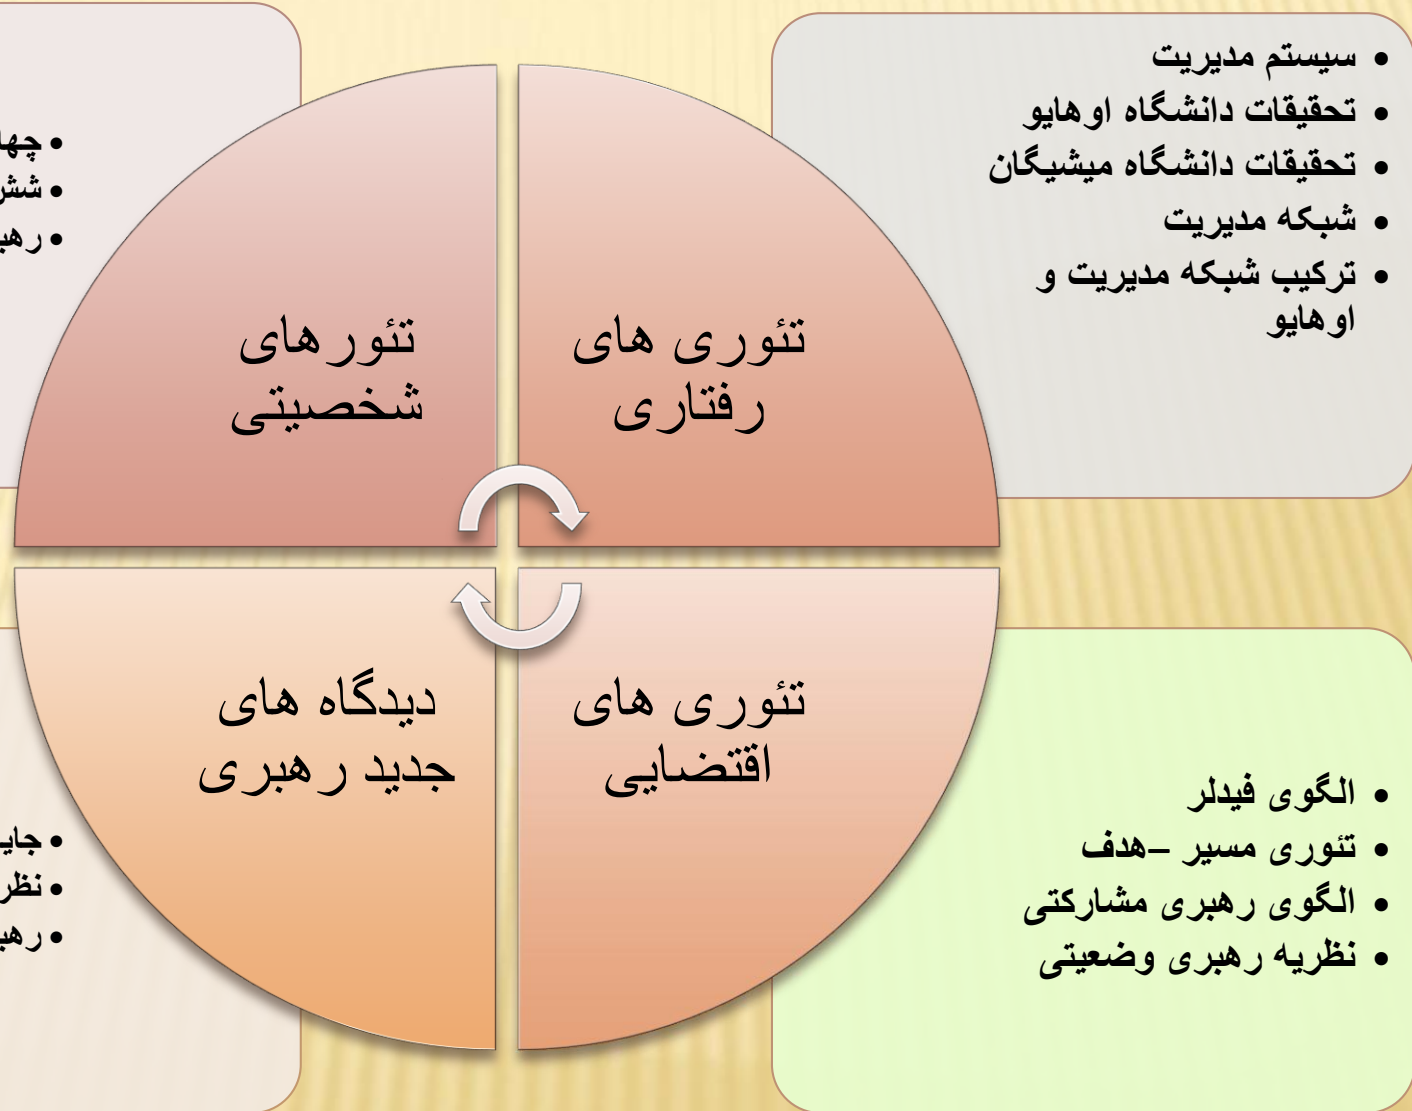 تئوری های
رفتاری
سیستم مدیریت
تحقیقات دانشگاه اوهایو
تحقیقات دانشگاه میشیگان
شبکه مدیریت
ترکیب شبکه مدیریت و
اوهایو
تئورهای
شخصیتی
تئوری های
اقتضایی
الگوی فیدلر
تئوری مسیر –هدف
الگوی رهبری مشارکتی
نظریه رهبری وضعیتی
دیدگاه های
جدید رهبری